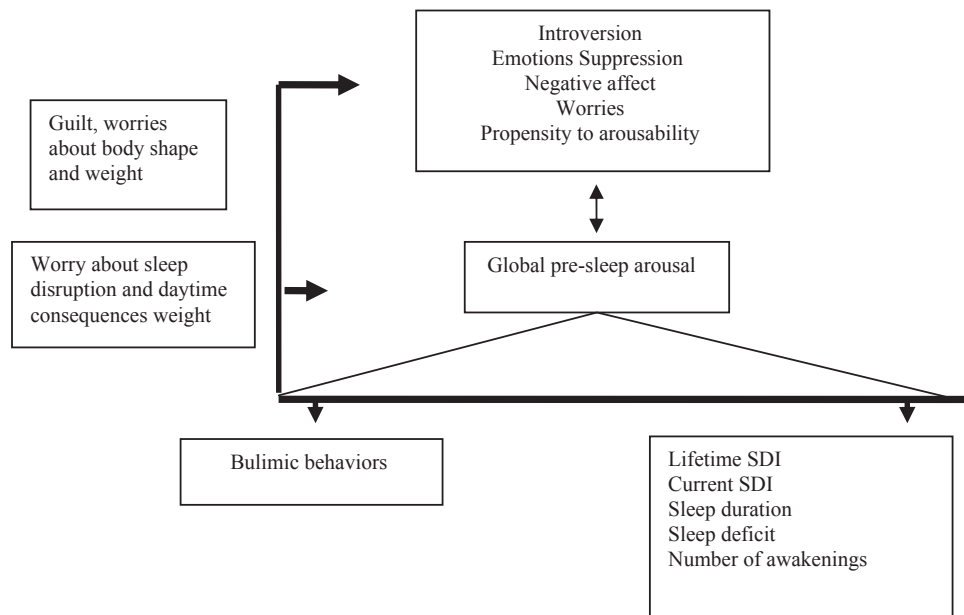 Introversion
Emotions Suppression
Negative affect
Worries
Propensity to arousability
Guilt, worries
about body shape
and weight
Worry about sleep
disruption and daytime
consequences weight
Global pre-sleep arousal
Bulimic behaviors
Lifetime SDI
Current SDI
Sleep duration
Sleep deficit
Number of awakenings